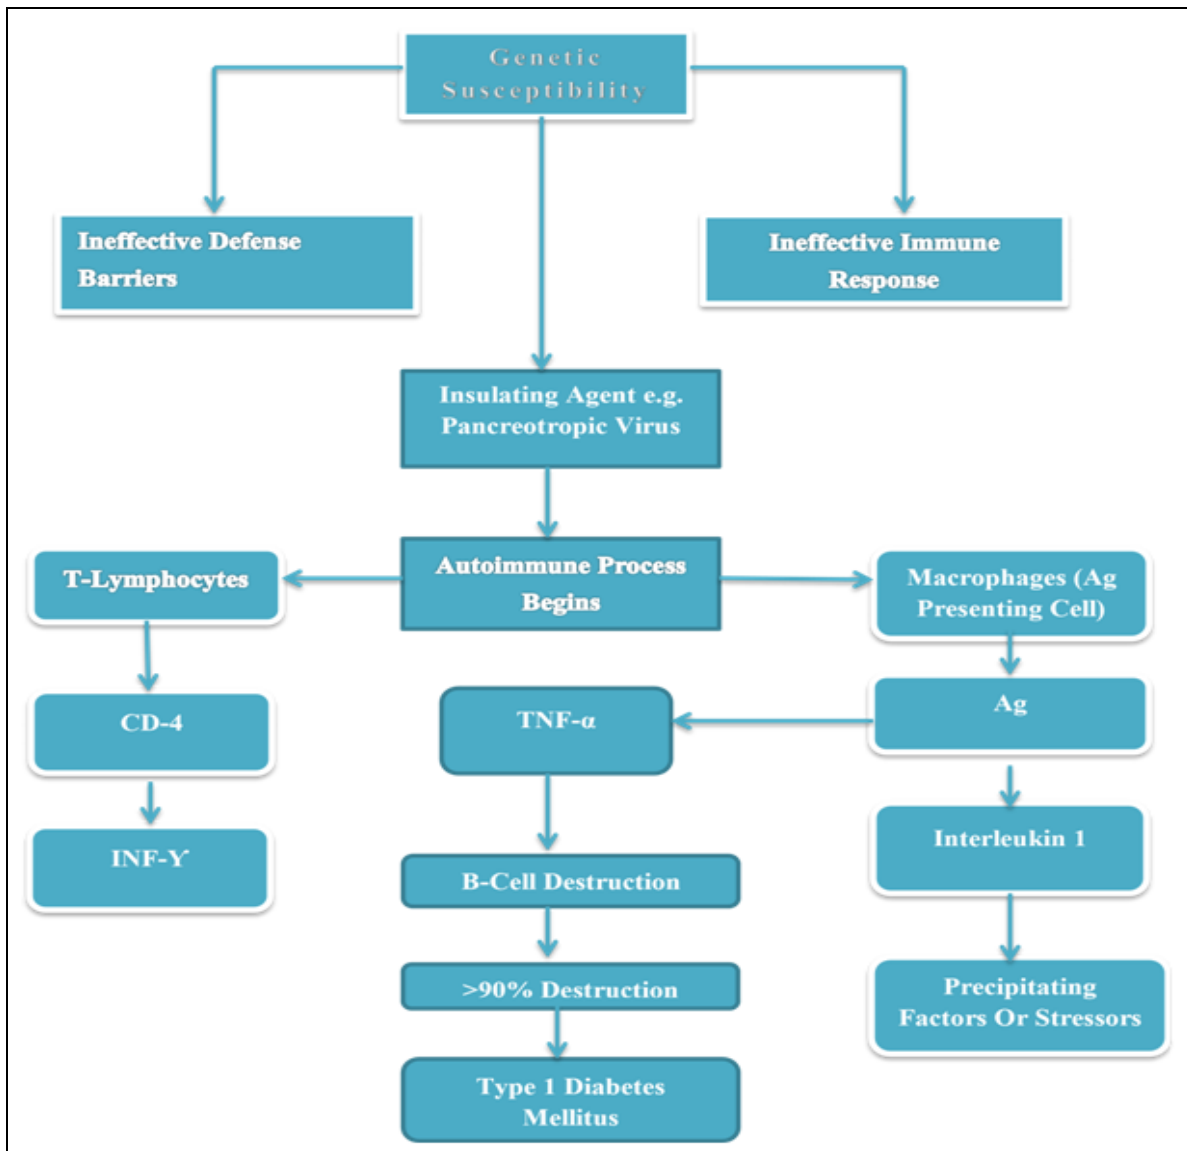 Genetic
Susceptibility
Ineffective Defense
Barriers
Ineffective Immune
Response
Insulating Agent e.g.
Pancreotropic Virus
T-Lymphocytes
Autoimmune Process
Begins
Macrophages (Ag
Presenting Cell)
CD-4
TNF-α
Ag
INF-Υ
Interleukin 1
B-Cell Destruction
>90% Destruction
Precipitating
Factors Or Stressors
Type 1 Diabetes
Mellitus